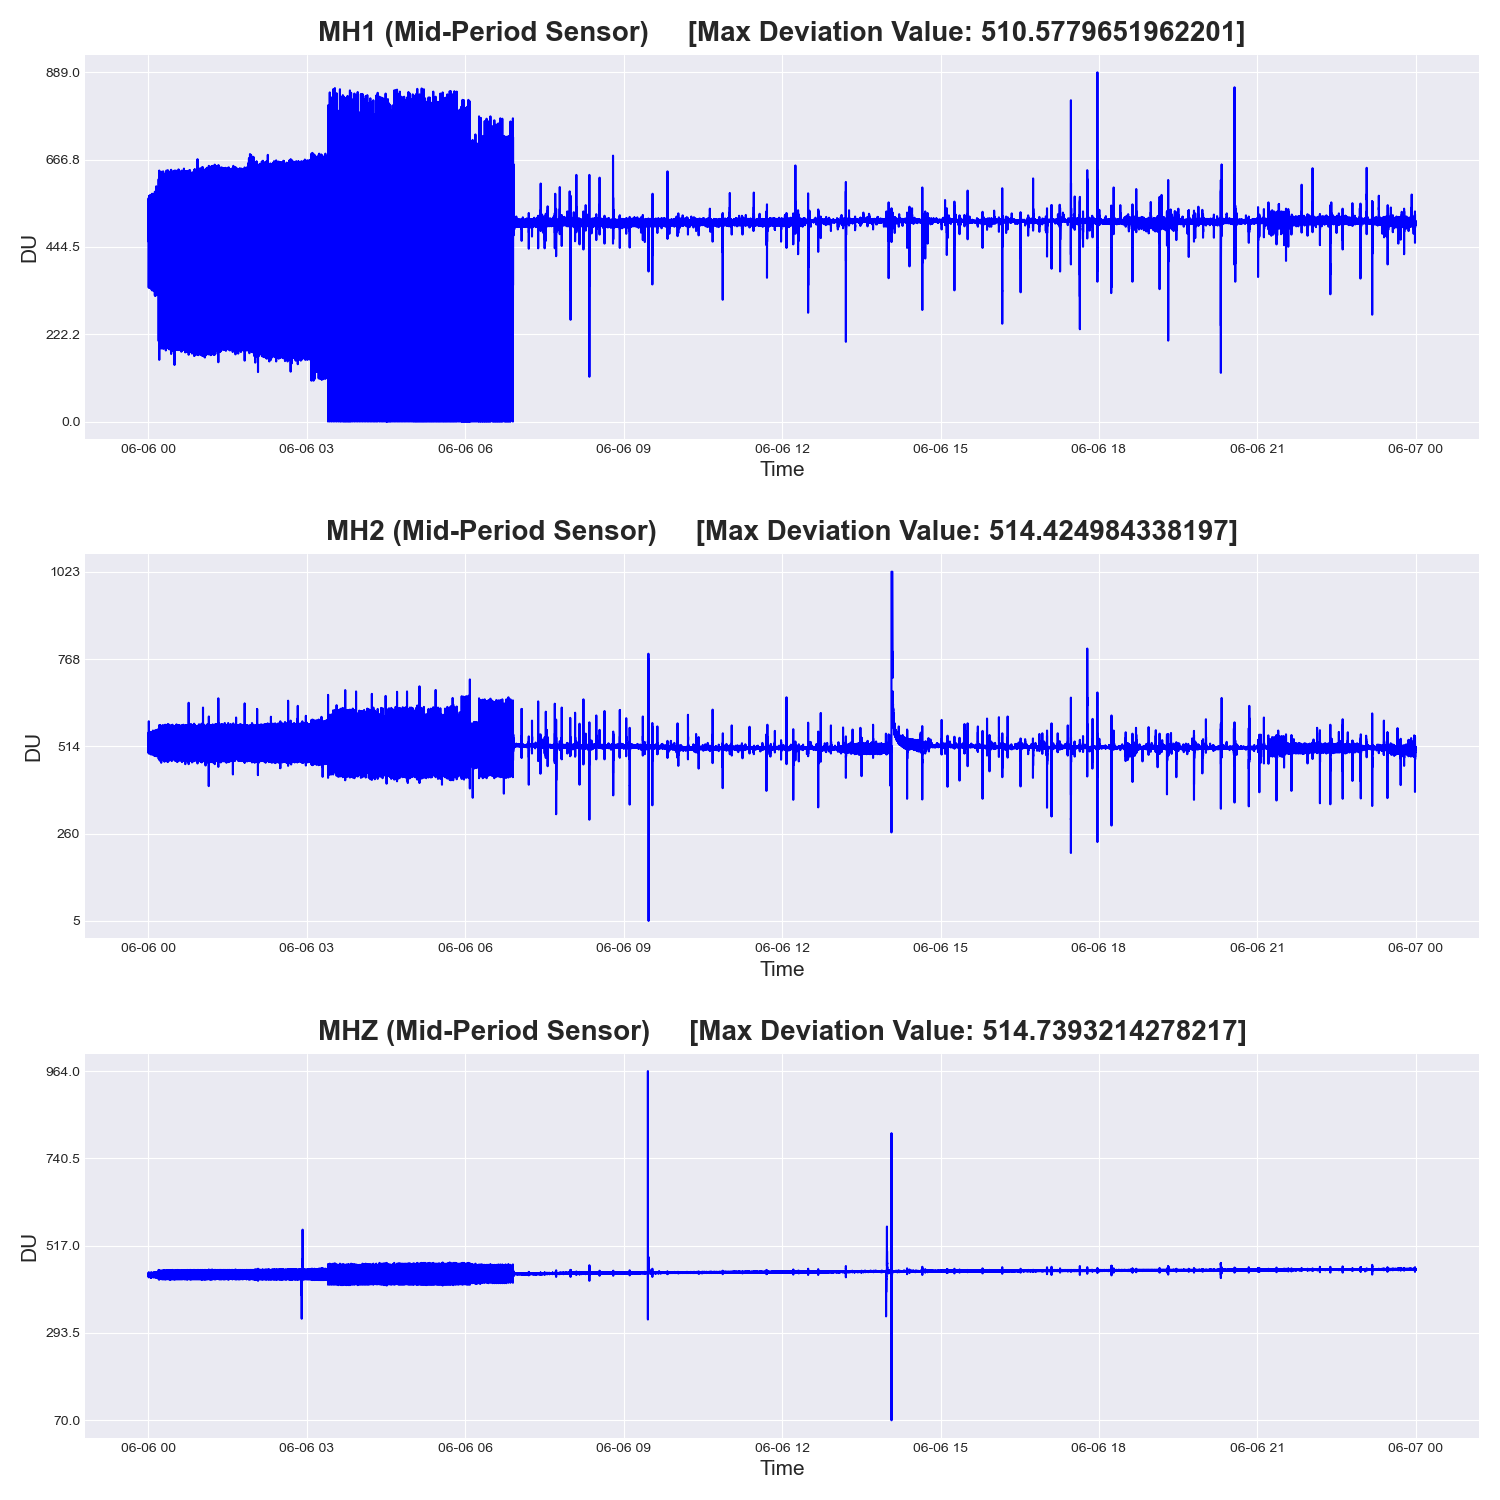 MH1 (Mid-Period Sensor) [Max Deviation Value: 510.5779651962201]
889.0
666.8
444.5
222.2
0.0
DU
06-06 00 06-06 03 06-06 06 06-06 09 06-06 12 06-06 15 06-06 18 06-06 21 06-07 00
Time
MH2 (Mid-Period Sensor) [Max Deviation Value: 514.424984338197]
1023
768
514
260
5
DU
06-06 00 06-06 03 06-06 06 06-06 09 06-06 12 06-06 15 06-06 18 06-06 21 06-07 00
Time
MHZ (Mid-Period Sensor) [Max Deviation Value: 514.7393214278217]
964.0
740.5
517.0
293.5
70.0
DU
06-06 00 06-06 03 06-06 06 06-06 09 06-06 12 06-06 15 06-06 18 06-06 21 06-07 00
Time